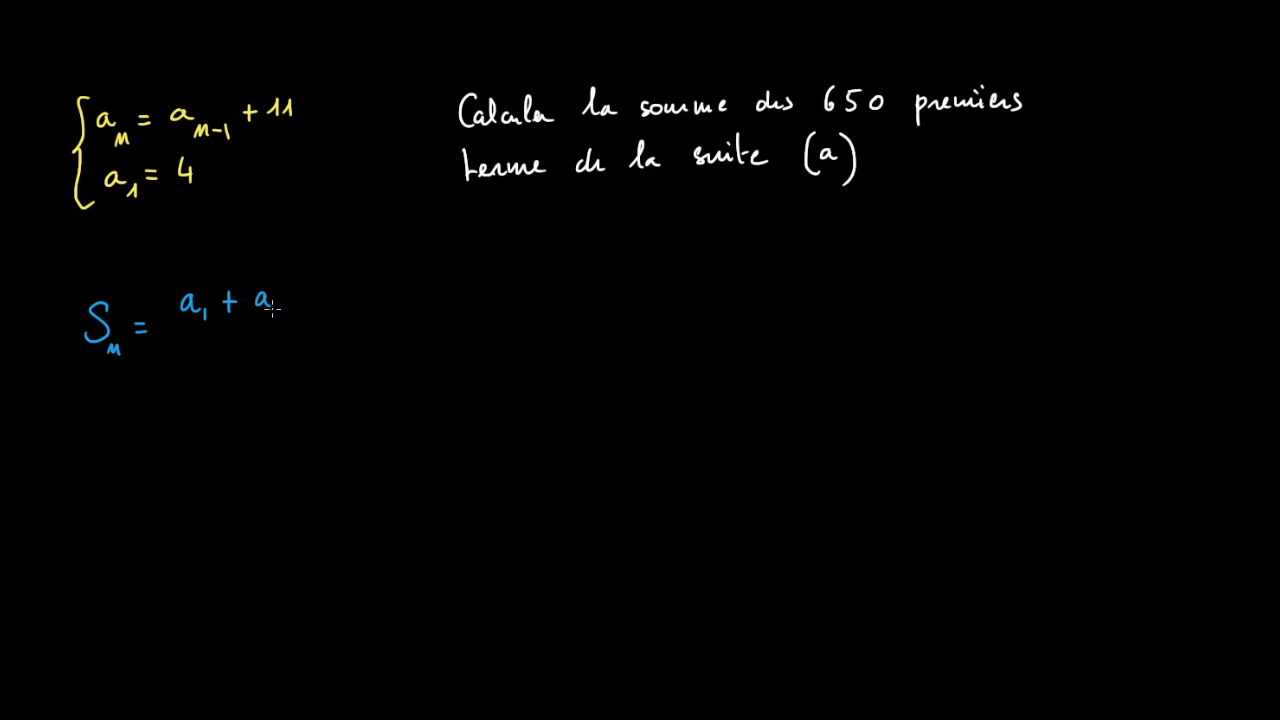 a_n = a_{n-1} + 11
a_1 = 4
Calculer la somme des 650 premiers
terme de la suite (a)
S_n = a_1 + a